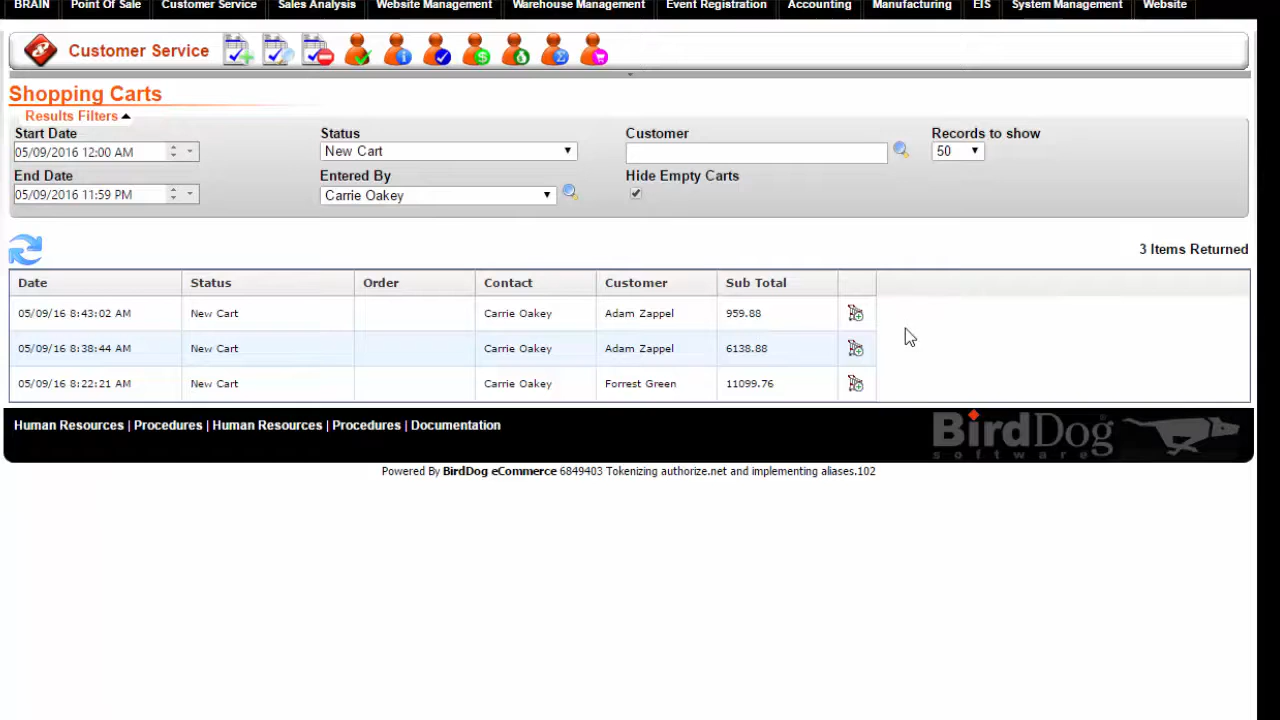 BRAIN Point Of Sale Customer Service Sales Analysis Website Management Warehouse Management Event Registration Accounting Manufacturing EIS System Management Website
Customer Service
Shopping Carts
Results Filters
Start Date Status Customer Records to show
05/09/2016 12:00 AM New Cart 50
End Date Entered By Hide Empty Carts
05/09/2016 11:59 PM Carrie Oakey
3 Items Returned
Date Status Order Contact Customer Sub Total
05/09/16 8:43:02 AM New Cart Carrie Oakey Adam Zappel 959.88
05/09/16 8:38:44 AM New Cart Carrie Oakey Adam Zappel 6138.88
05/09/16 8:22:21 AM New Cart Carrie Oakey Forrest Green 11099.76
Human Resources | Procedures | Human Resources | Procedures | Documentation
BirdDog
software
Powered By BirdDog eCommerce 6849403 Tokenizing authorize.net and implementing aliases.102